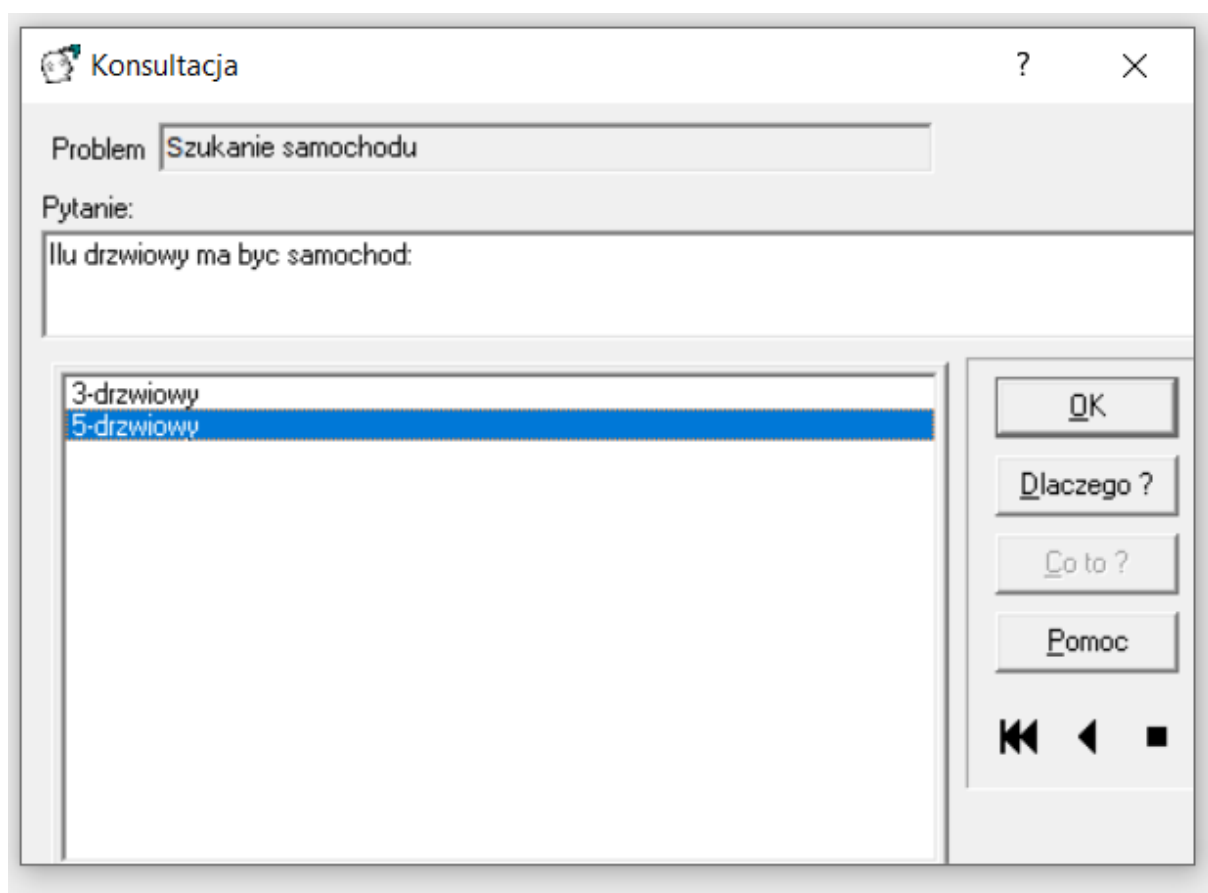 Konsultacja
?
Problem Szukanie samochodu
Pytanie:
Ilu drzwiowy ma byc samochod:
3-drzwiowy
5-drzwiowy
OK
Dlaczego ?
Co to ?
Pomoc